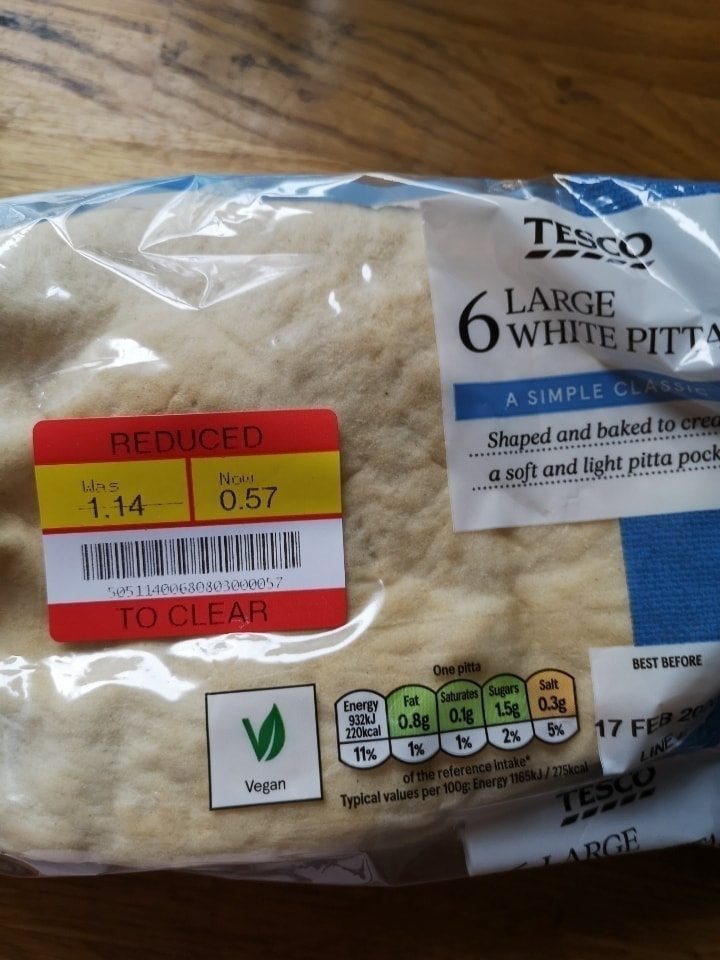 TESCO
6 LARGE
WHITE PITTA
A SIMPLE CLASSIC
Shaped and baked to crea
a soft and light pitta pock
REDUCED
Was Now
1.14 0.57
5051140068080300057
TO CLEAR
Vegan
One pitta
Energy 932kJ 220kcal 11%
Fat 0.8g 1%
Saturates 0.1g 1%
Sugars 1.5g 2%
Salt 0.3g 5%
of the reference intake*
Typical values per 100g: Energy 1165kJ / 275kcal
BEST BEFORE
17 FEB
LINE
TESCO
LARGE